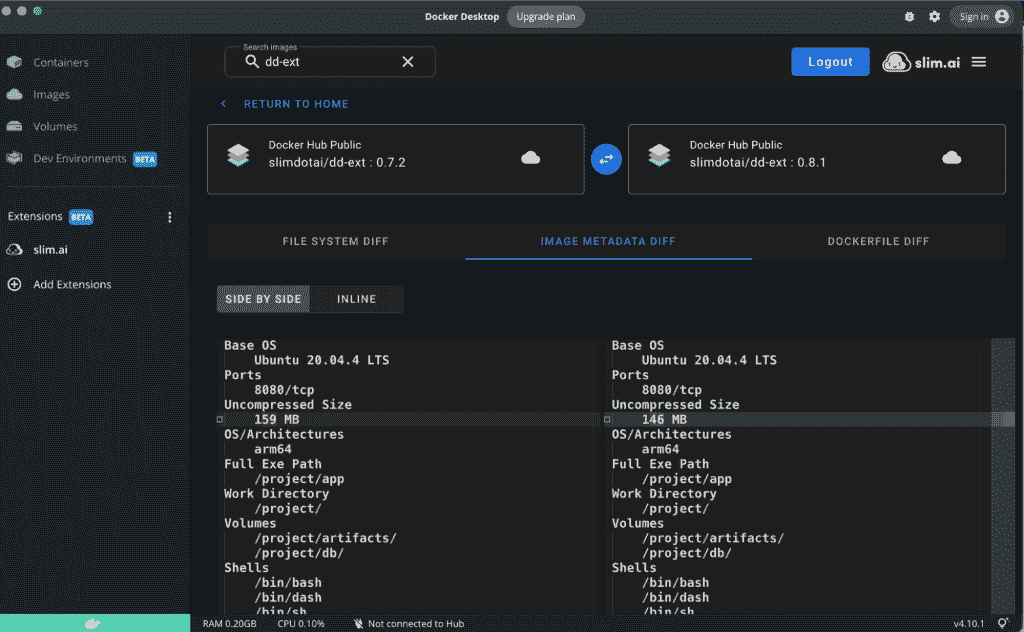 Docker Desktop
Upgrade plan
Sign in
Containers
Images
Volumes
Dev Environments BETA
Extensions BETA
slim.ai
Add Extensions
Search images
dd-ext
Logout
slim.ai
RETURN TO HOME
Docker Hub Public
slimdotai/dd-ext : 0.7.2
Docker Hub Public
slimdotai/dd-ext : 0.8.1
FILE SYSTEM DIFF
IMAGE METADATA DIFF
DOCKERFILE DIFF
SIDE BY SIDE
INLINE
Base OS
Ubuntu 20.04.4 LTS
Ports
8080/tcp
Uncompressed Size
159 MB
OS/Architectures
arm64
Full Exe Path
/project/app
Work Directory
/project/
Volumes
/project/artifacts/
/project/db/
Shells
/bin/bash
/bin/dash
/bin/sh
Base OS
Ubuntu 20.04.4 LTS
Ports
8080/tcp
Uncompressed Size
146 MB
OS/Architectures
arm64
Full Exe Path
/project/app
Work Directory
/project/
Volumes
/project/artifacts/
/project/db/
Shells
/bin/bash
/bin/dash
/bin/sh
RAM 0.20GB
CPU 0.10%
Not connected to Hub
v4.10.1